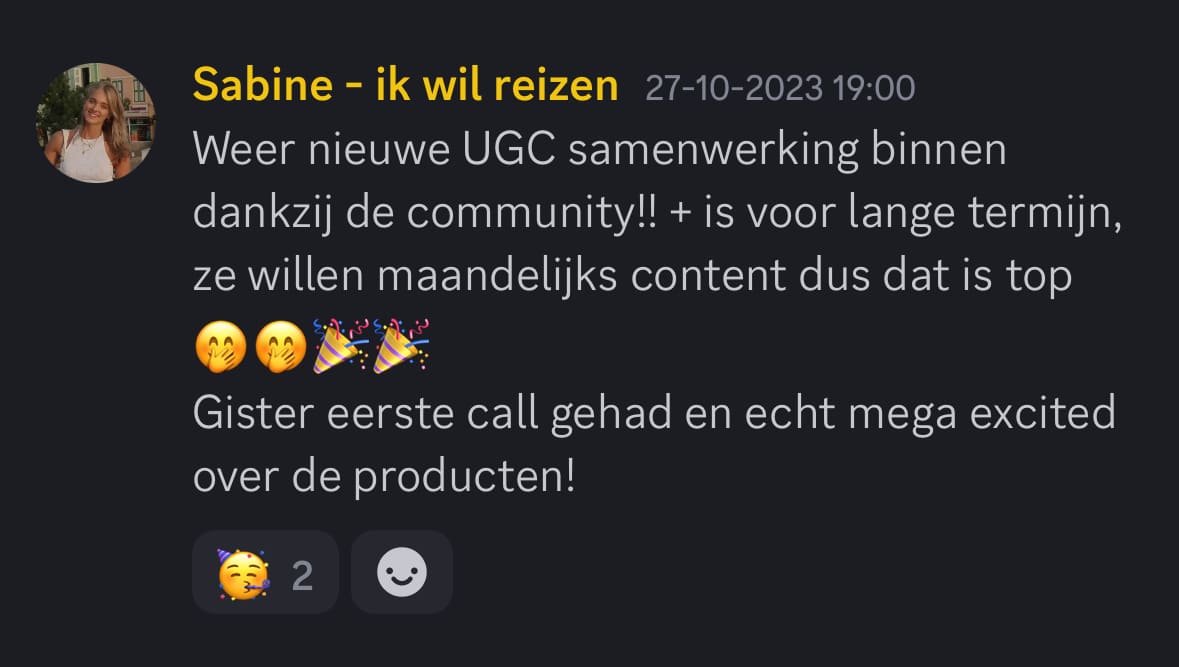 Sabine - ik wil reizen 27-10-2023 19:00
Weer nieuwe UGC samenwerking binnen
dankzij de community!! + is voor lange termijn,
ze willen maandelijks content dus dat is top
🤭🤭🎉🎉
Gister eerste call gehad en echt mega excited
over de producten!
🥳 2